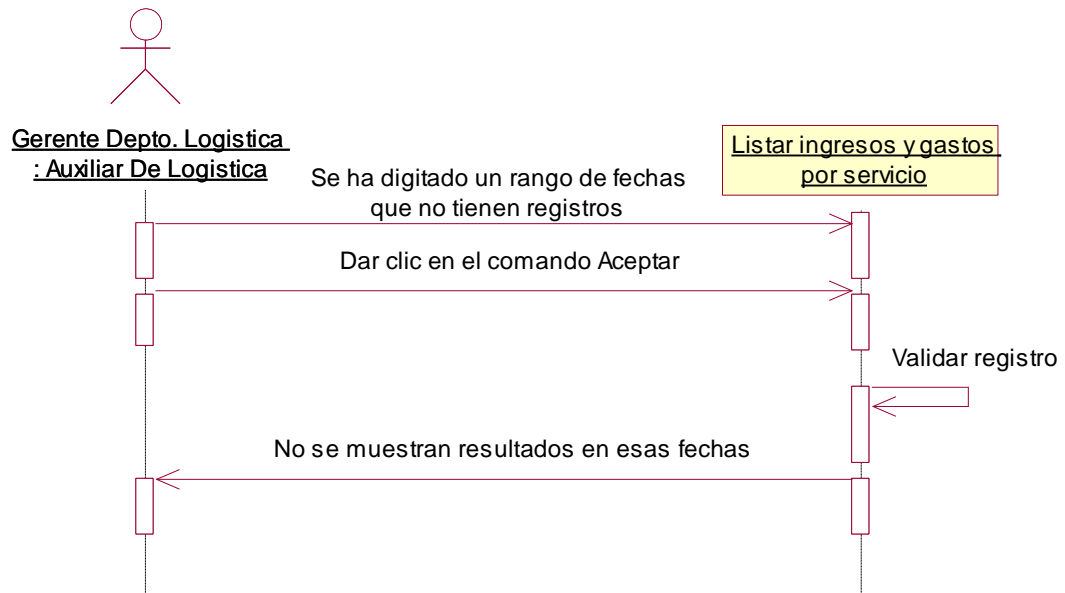 Gerente Depto. Logistica
: Auxiliar De Logistica
Listar ingresos y gastos
por servicio
Se ha digitado un rango de fechas
que no tienen registros
Dar clic en el comando Aceptar
Validar registro
No se muestran resultados en esas fechas